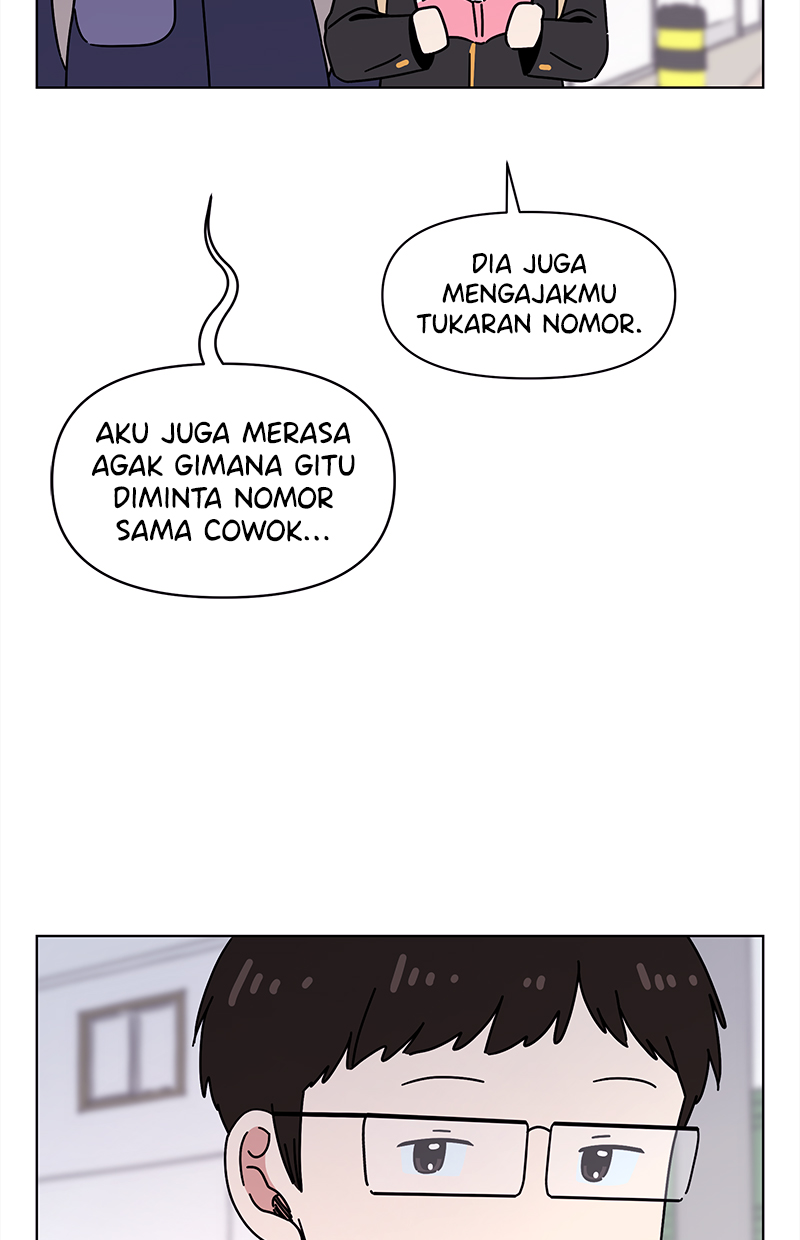 DIA JUGA
MENGAJAKMU
TUKARAN NOMOR.
AKU JUGA MERASA
AGAK GIMANA GITU
DIMINTA NOMOR
SAMA COWOK...